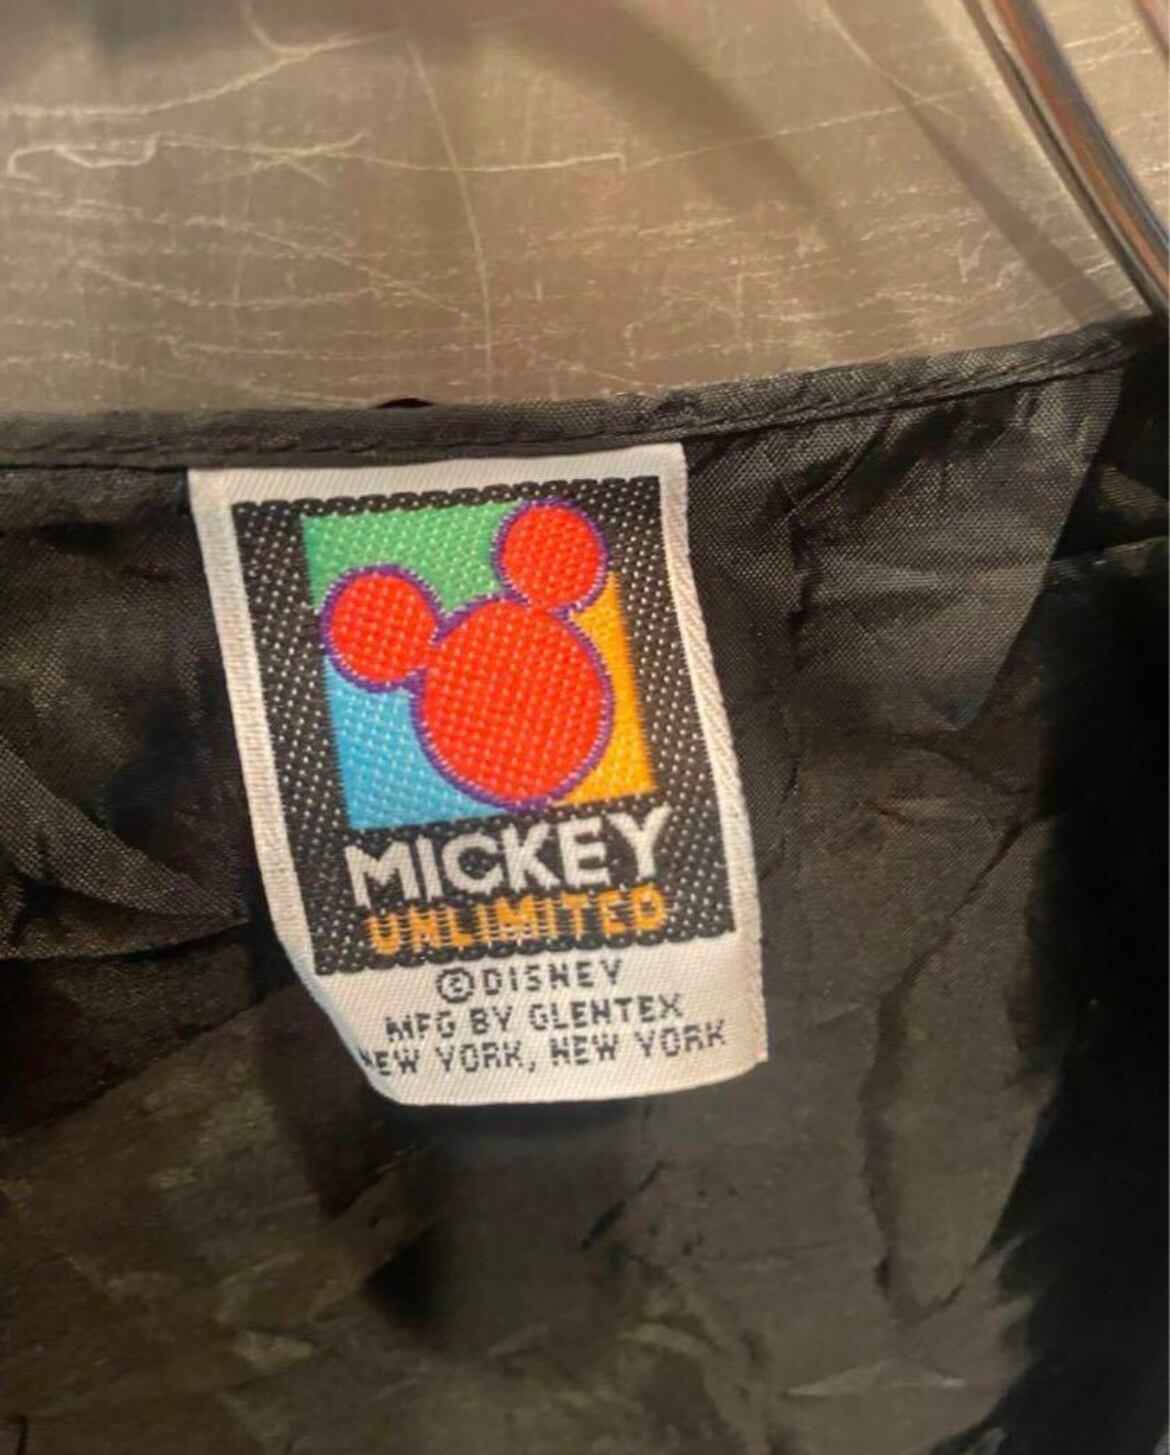 MICKEY
UNLIMITED
©DISNEY
MFG BY GLENTEX
NEW YORK, NEW YORK